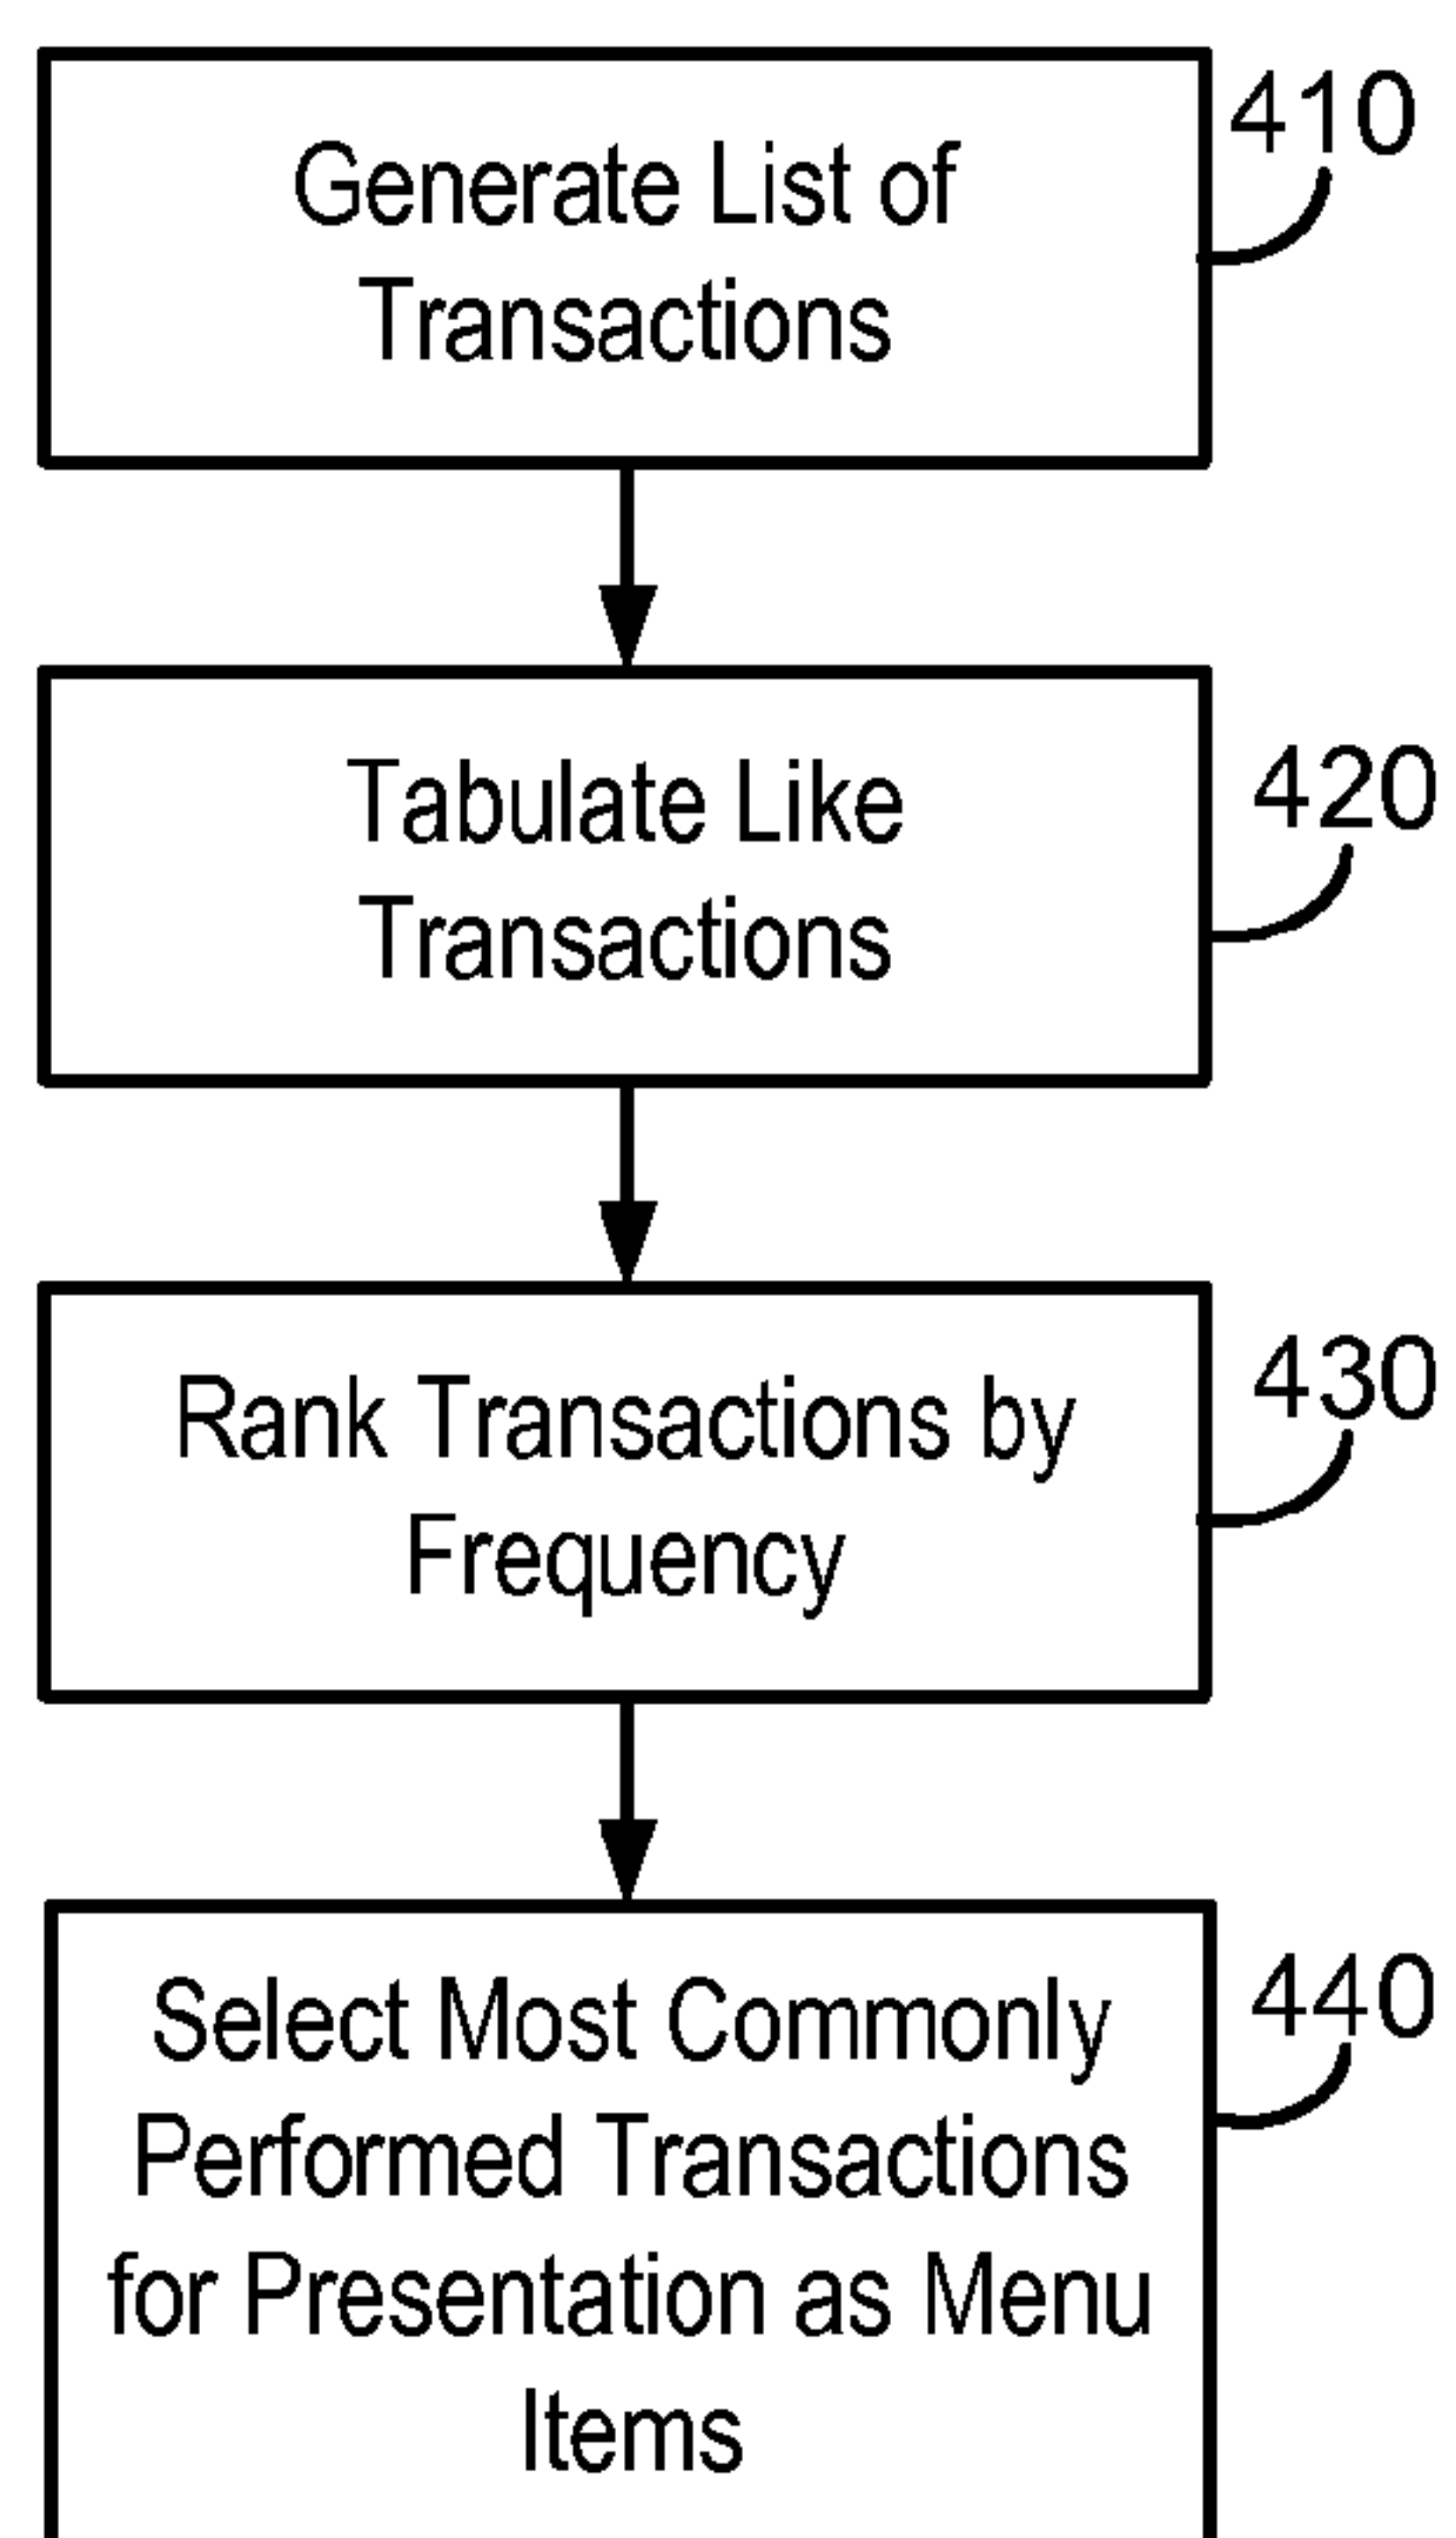 Generate List of
Transactions
410
Tabulate Like
Transactions
420
Rank Transactions by
Frequency
430
Select Most Commonly
Performed Transactions
for Presentation as Menu
Items
440